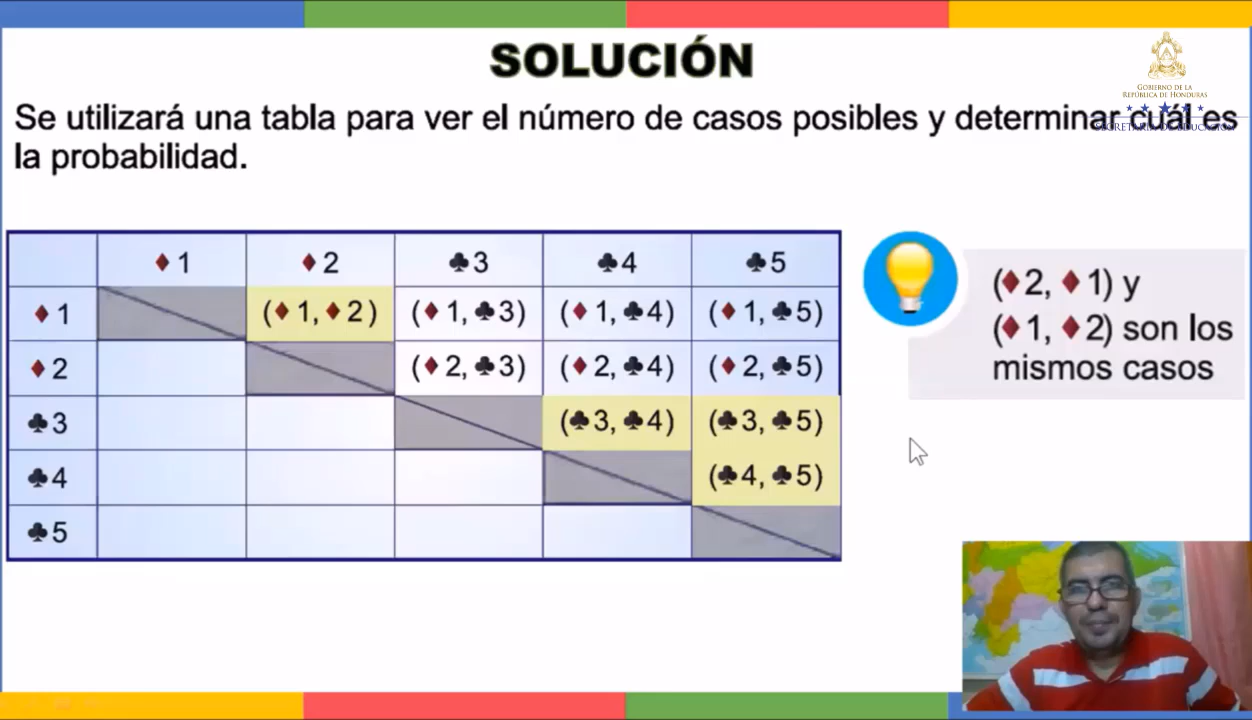 SOLUCIÓN
GOBIERNO DE LA
REPÚBLICA DE HONDURAS
SECRETARÍA DE EDUCACIÓN
Se utilizará una tabla para ver el número de casos posibles y determinar cuál es
la probabilidad.
♦1 ♦2 ♣3 ♣4 ♣5
♦1 (♦1, ♦2) (♦1, ♣3) (♦1, ♣4) (♦1, ♣5)
♦2 (♦2, ♣3) (♦2, ♣4) (♦2, ♣5)
♣3 (♣3, ♣4) (♣3, ♣5)
♣4 (♣4, ♣5)
♣5
(♦2, ♦1) y
(♦1, ♦2) son los
mismos casos